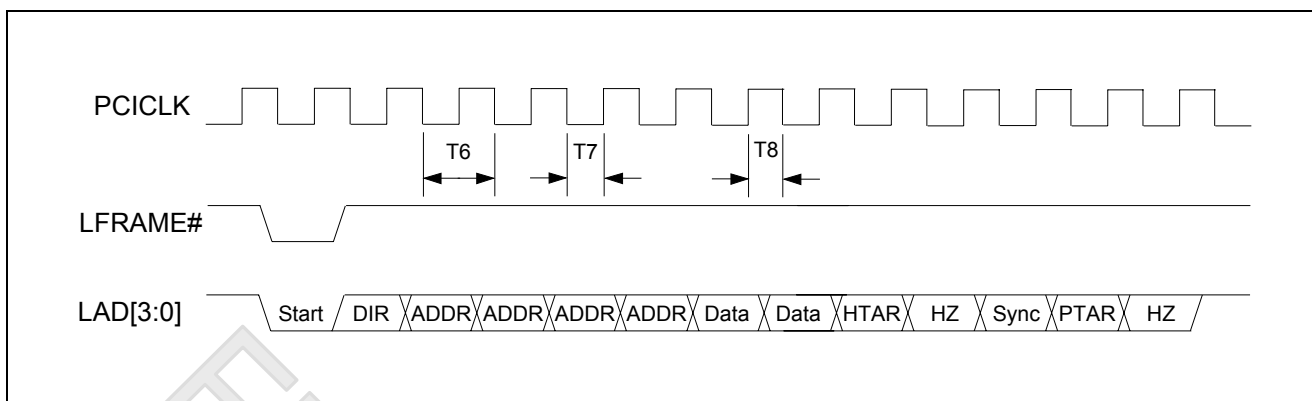 PCICLK
T6 T7 T8
LFRAME#
LAD[3:0] Start DIR ADDR ADDR ADDR ADDR Data Data HTAR HZ Sync PTAR HZ